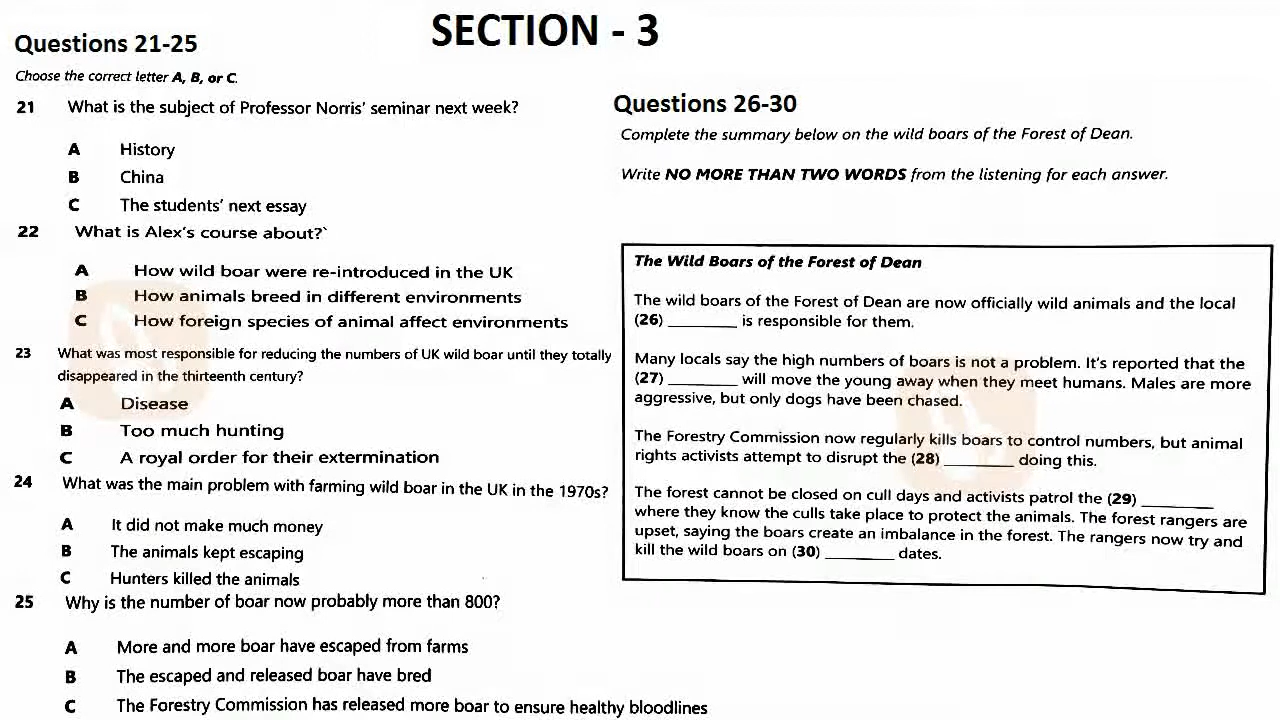 SECTION - 3
Questions 21-25
Choose the correct letter A, B, or C.
21 What is the subject of Professor Norris' seminar next week?
A History
B China
C The students' next essay
22 What is Alex's course about?`
A How wild boar were re-introduced in the UK
B How animals breed in different environments
C How foreign species of animal affect environments
23 What was most responsible for reducing the numbers of UK wild boar until they totally
disappeared in the thirteenth century?
A Disease
B Too much hunting
C A royal order for their extermination
24 What was the main problem with farming wild boar in the UK in the 1970s?
A It did not make much money
B The animals kept escaping
C Hunters killed the animals
25 Why is the number of boar now probably more than 800?
A More and more boar have escaped from farms
B The escaped and released boar have bred
C The Forestry Commission has released more boar to ensure healthy bloodlines
Questions 26-30
Complete the summary below on the wild boars of the Forest of Dean.
Write NO MORE THAN TWO WORDS from the listening for each answer.
The Wild Boars of the Forest of Dean
The wild boars of the Forest of Dean are now officially wild animals and the local
(26) ________ is responsible for them.
Many locals say the high numbers of boars is not a problem. It's reported that the
(27) ________ will move the young away when they meet humans. Males are more
aggressive, but only dogs have been chased.
The Forestry Commission now regularly kills boars to control numbers, but animal
rights activists attempt to disrupt the (28) ________ doing this.
The forest cannot be closed on cull days and activists patrol the (29) ________
where they know the culls take place to protect the animals. The forest rangers are
upset, saying the boars create an imbalance in the forest. The rangers now try and
kill the wild boars on (30) ________ dates.